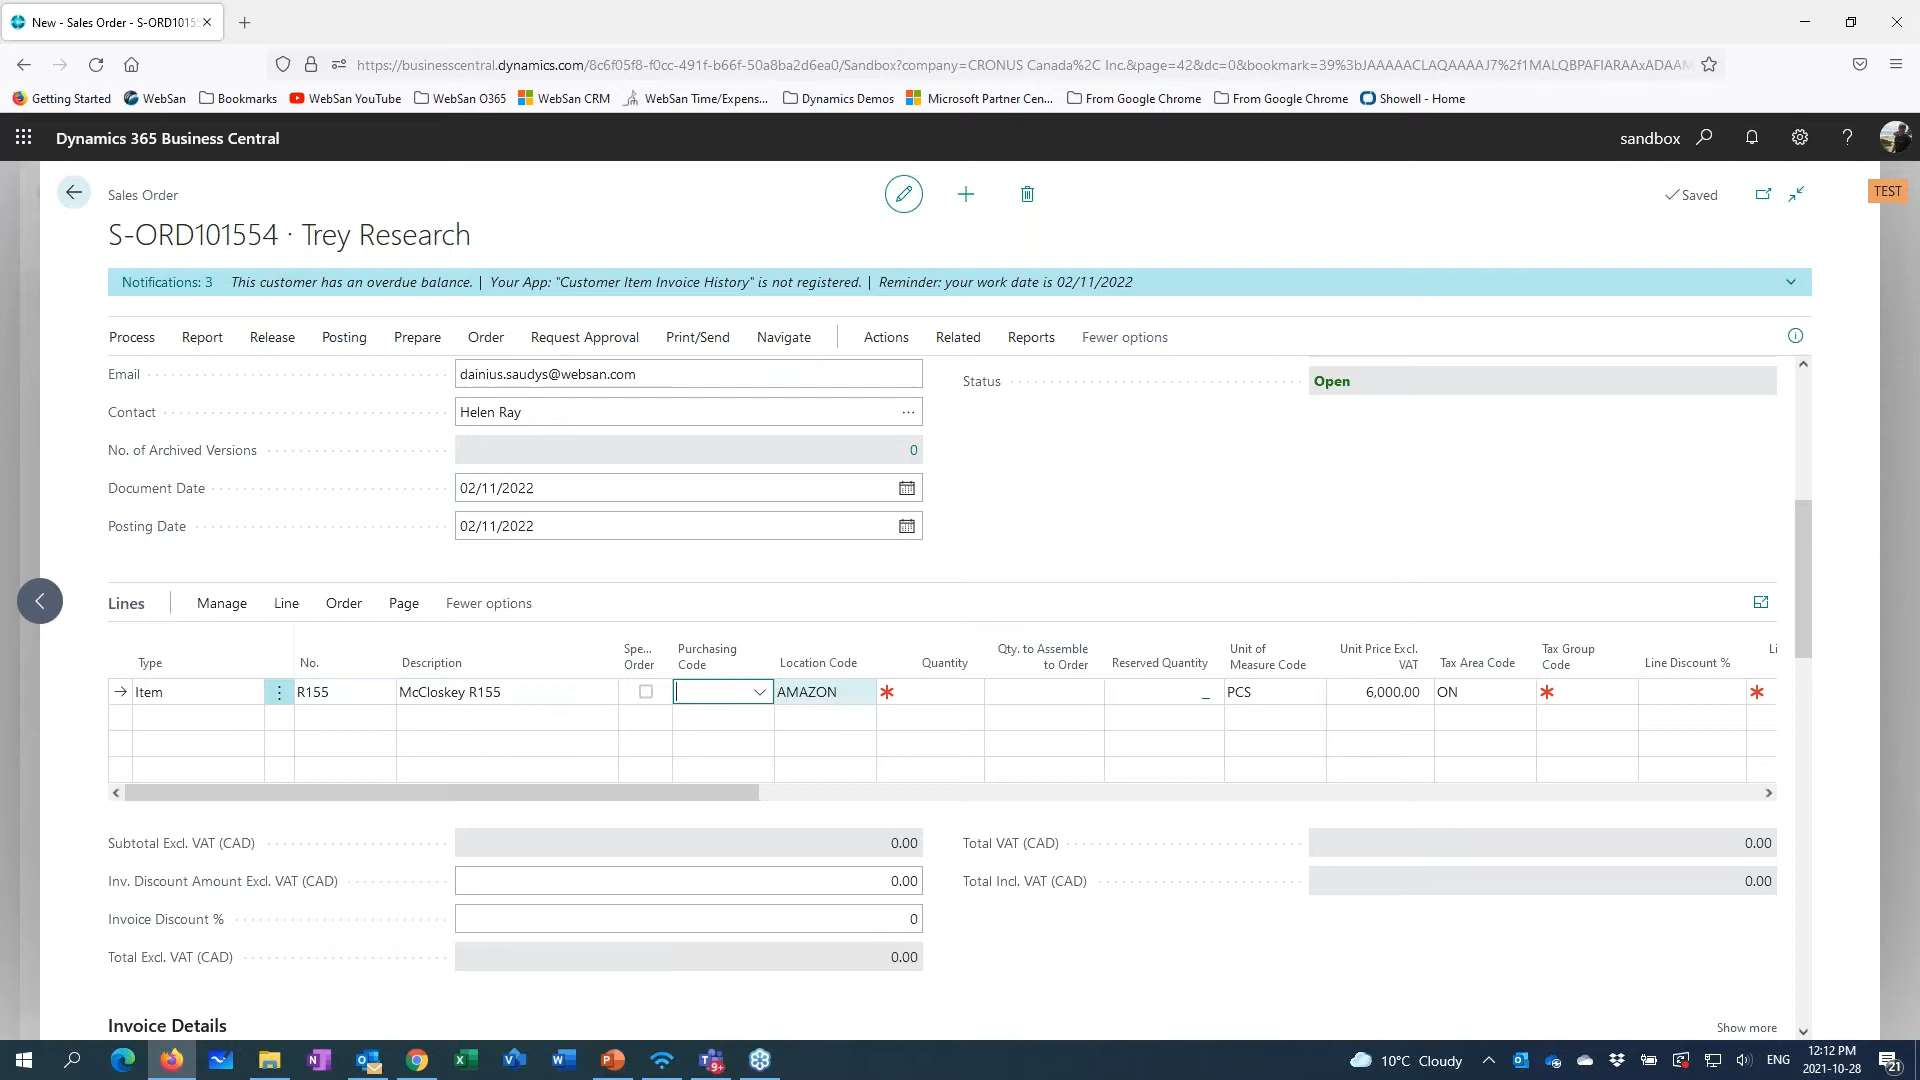 New - Sales Order - S-ORD1015
https://businesscentral.dynamics.com/8c6f05f8-f0cc-491f-b66f-50a8ba2d6ea0/Sandbox?company=CRONUS Canada%2C Inc.&page=42&dc=0&bookmark=39%3bJAAAAACLAQAAAAJ7%2f1MALQBPAFIARAAxADAAM
Getting Started WebSan Bookmarks WebSan YouTube WebSan O365 WebSan CRM WebSan Time/Expens... Dynamics Demos Microsoft Partner Cen... From Google Chrome From Google Chrome Showell - Home
Dynamics 365 Business Central sandbox
Sales Order Saved TEST
S-ORD101554 · Trey Research
Notifications: 3 This customer has an overdue balance. | Your App: "Customer Item Invoice History" is not registered. | Reminder: your work date is 02/11/2022
Process Report Release Posting Prepare Order Request Approval Print/Send Navigate Actions Related Reports Fewer options
Email dainius.saudys@websan.com Status Open
Contact Helen Ray
No. of Archived Versions 0
Document Date 02/11/2022
Posting Date 02/11/2022
Lines Manage Line Order Page Fewer options
Type No. Description Spe... Order Purchasing Code Location Code Quantity Qty. to Assemble to Order Reserved Quantity Unit of Measure Code Unit Price Excl. VAT Tax Area Code Tax Group Code Line Discount % Li
Item R155 McCloskey R155 AMAZON * _ PCS 6,000.00 ON * *
Subtotal Excl. VAT (CAD) 0.00 Total VAT (CAD) 0.00
Inv. Discount Amount Excl. VAT (CAD) 0.00 Total Incl. VAT (CAD) 0.00
Invoice Discount % 0
Total Excl. VAT (CAD) 0.00
Invoice Details Show more
10°C Cloudy ENG 12:12 PM
2021-10-28
9+
21